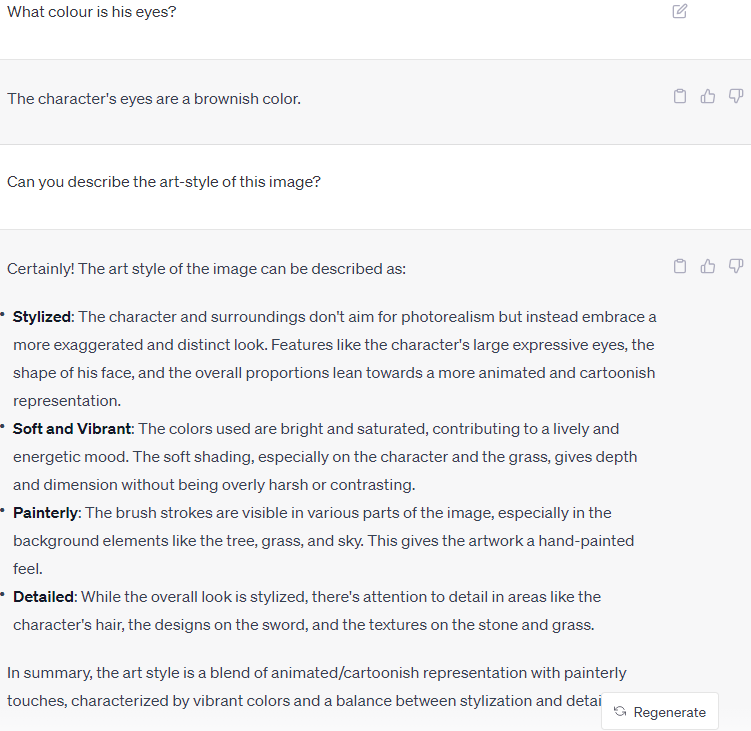 What colour is his eyes?
The character's eyes are a brownish color.
Can you describe the art-style of this image?
Certainly! The art style of the image can be described as:
• Stylized: The character and surroundings don't aim for photorealism but instead embrace a
more exaggerated and distinct look. Features like the character's large expressive eyes, the
shape of his face, and the overall proportions lean towards a more animated and cartoonish
representation.
• Soft and Vibrant: The colors used are bright and saturated, contributing to a lively and
energetic mood. The soft shading, especially on the character and the grass, gives depth
and dimension without being overly harsh or contrasting.
• Painterly: The brush strokes are visible in various parts of the image, especially in the
background elements like the tree, grass, and sky. This gives the artwork a hand-painted
feel.
• Detailed: While the overall look is stylized, there's attention to detail in areas like the
character's hair, the designs on the sword, and the textures on the stone and grass.
In summary, the art style is a blend of animated/cartoonish representation with painterly
touches, characterized by vibrant colors and a balance between stylization and detai
Regenerate